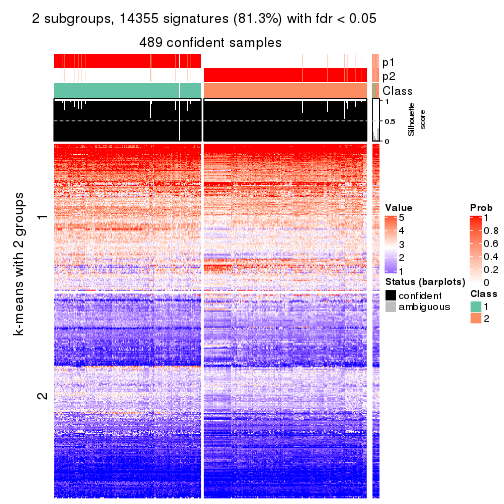 2 subgroups, 14355 signatures (81.3%) with fdr < 0.05
489 confident samples
p1
p2
Class
1
0.5
0
Silhouette
score
k-means with 2 groups
1
2
Value
5
4
3
2
1
Prob
1
0.8
0.6
0.4
0.2
0
Status (barplots)
confident
ambiguous
Class
1
2